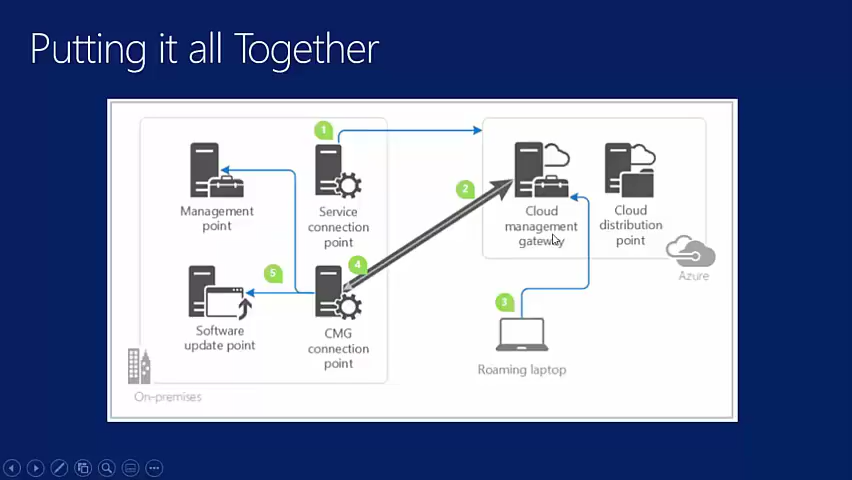 Putting it all Together
1
Management
point
Service
connection
point
2
Cloud
management
gateway
Cloud
distribution
point
Azure
4
5
Software
update point
CMG
connection
point
3
Roaming laptop
On-premises